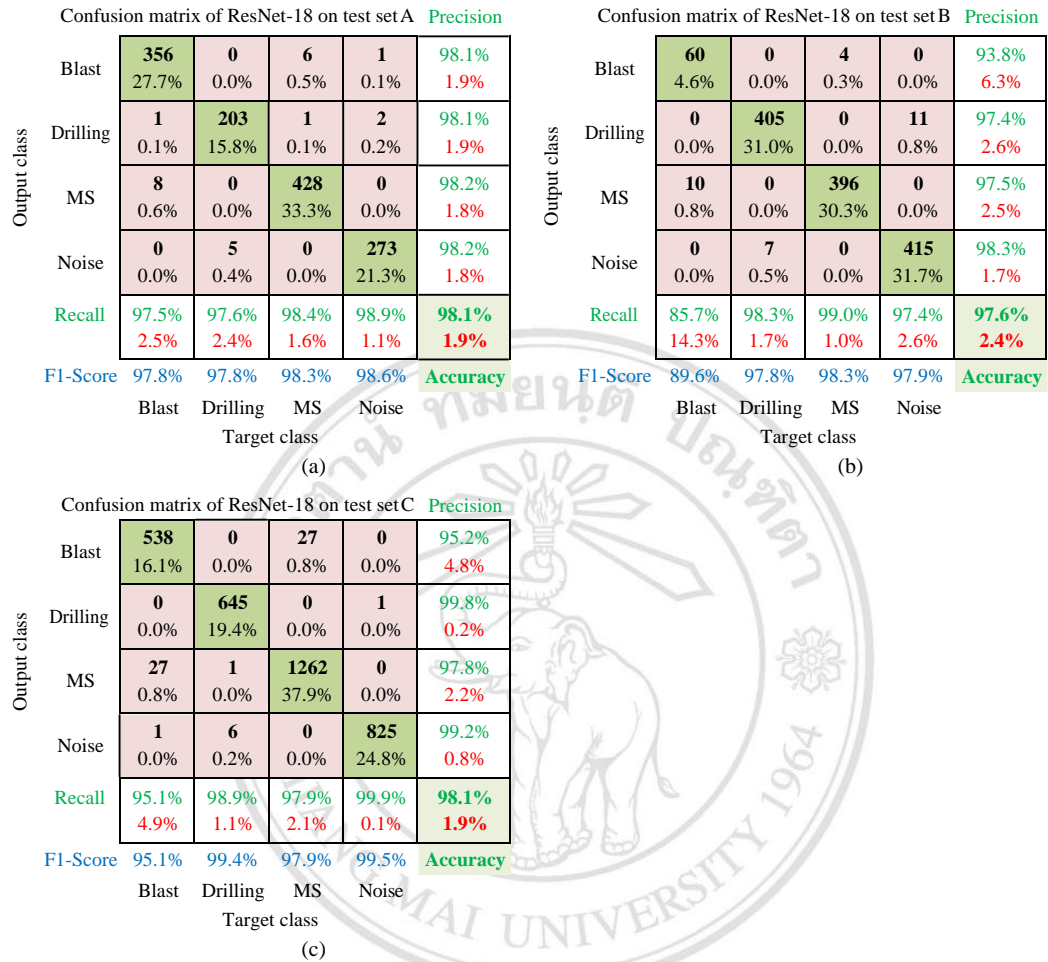 Confusion matrix of ResNet-18 on test set A Precision
Blast 356 0 6 1 98.1%
27.7% 0.0% 0.5% 0.1% 1.9%
Drilling 1 203 1 2 98.1%
0.1% 15.8% 0.1% 0.2% 1.9%
MS 8 0 428 0 98.2%
0.6% 0.0% 33.3% 0.0% 1.8%
Noise 0 5 0 273 98.2%
0.0% 0.4% 0.0% 21.3% 1.8%
Recall 97.5% 97.6% 98.4% 98.9% 98.1%
2.5% 2.4% 1.6% 1.1% 1.9%
F1-Score 97.8% 97.8% 98.3% 98.6% Accuracy
Blast Drilling MS Noise
Target class
Output class
(a)
Confusion matrix of ResNet-18 on test set B Precision
Blast 60 0 4 0 93.8%
4.6% 0.0% 0.3% 0.0% 6.3%
Drilling 0 405 0 11 97.4%
0.0% 31.0% 0.0% 0.8% 2.6%
MS 10 0 396 0 97.5%
0.8% 0.0% 30.3% 0.0% 2.5%
Noise 0 7 0 415 98.3%
0.0% 0.5% 0.0% 31.7% 1.7%
Recall 85.7% 98.3% 99.0% 97.4% 97.6%
14.3% 1.7% 1.0% 2.6% 2.4%
F1-Score 89.6% 97.8% 98.3% 97.9% Accuracy
Blast Drilling MS Noise
Target class
Output class
(b)
Confusion matrix of ResNet-18 on test set C Precision
Blast 538 0 27 0 95.2%
16.1% 0.0% 0.8% 0.0% 4.8%
Drilling 0 645 0 1 99.8%
0.0% 19.4% 0.0% 0.0% 0.2%
MS 27 1 1262 0 97.8%
0.8% 0.0% 37.9% 0.0% 2.2%
Noise 1 6 0 825 99.2%
0.0% 0.2% 0.0% 24.8% 0.8%
Recall 95.1% 98.9% 97.9% 99.9% 98.1%
4.9% 1.1% 2.1% 0.1% 1.9%
F1-Score 95.1% 99.4% 97.9% 99.5% Accuracy
Blast Drilling MS Noise
Target class
Output class
(c)
ทมยนฺติ ปณฺฑิตา
MAI UNIVERSITY 1964